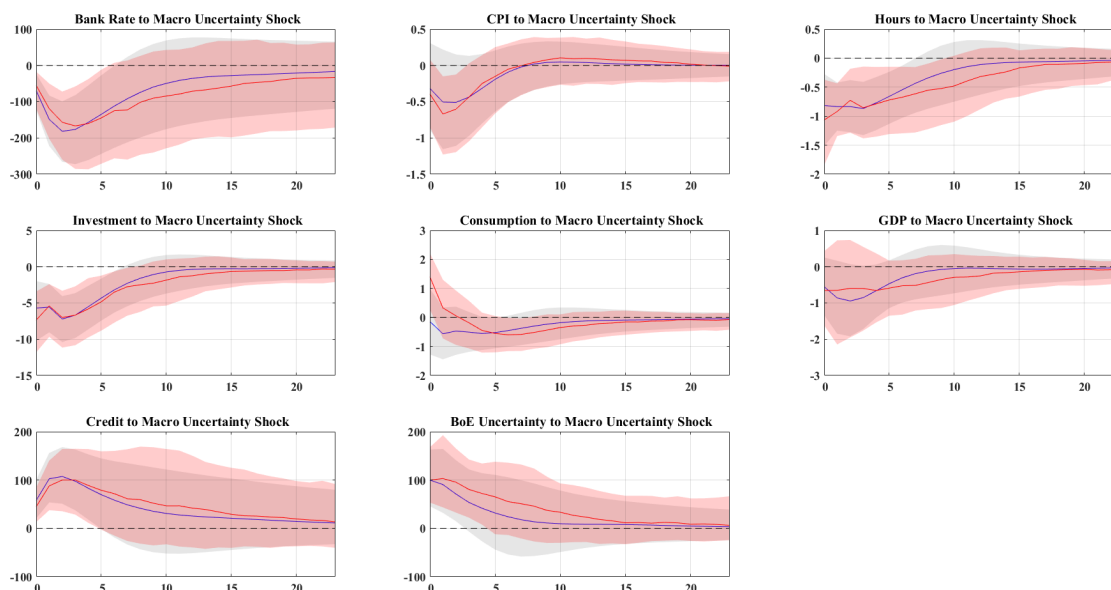 Bank Rate to Macro Uncertainty Shock
100
0
-100
-200
-300
0 5 10 15 20
CPI to Macro Uncertainty Shock
0.5
0
-0.5
-1
-1.5
0 5 10 15 20
Hours to Macro Uncertainty Shock
0.5
0
-0.5
-1
-1.5
-2
0 5 10 15 20
Investment to Macro Uncertainty Shock
5
0
-5
-10
-15
0 5 10 15 20
Consumption to Macro Uncertainty Shock
3
2
1
0
-1
-2
0 5 10 15 20
GDP to Macro Uncertainty Shock
1
0
-1
-2
-3
0 5 10 15 20
Credit to Macro Uncertainty Shock
200
100
0
-100
0 5 10 15 20
BoE Uncertainty to Macro Uncertainty Shock
200
100
0
-100
0 5 10 15 20